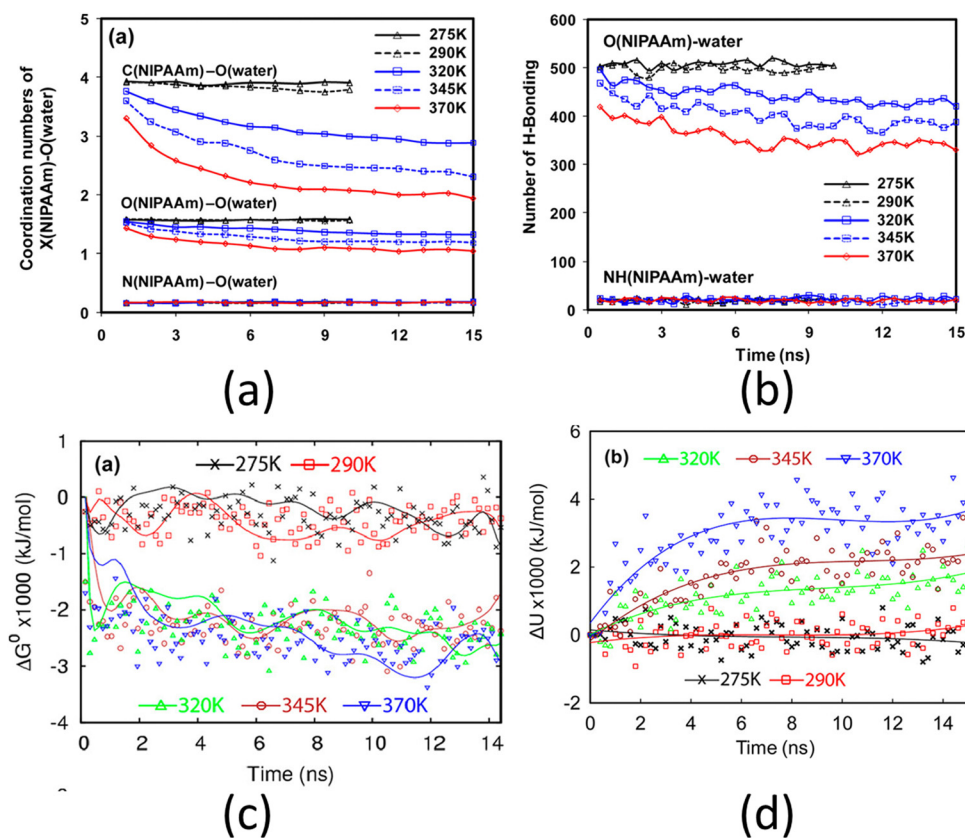 (a)
275K
290K
320K
345K
370K
C(NIPAAm)–O(water)
O(NIPAAm)–O(water)
N(NIPAAm)–O(water)
Coordination numbers of
X(NIPAAm)-O(water)
5
4
3
2
1
0
0 3 6 9 12 15
(a)
O(NIPAAm)-water
275K
290K
320K
345K
370K
NH(NIPAAm)-water
Number of H-Bonding
600
500
400
300
200
100
0
0 3 6 9 12 15
Time (ns)
(b)
(a)
275K 290K
320K 345K 370K
ΔG⁰ x1000 (kJ/mol)
1
0
-1
-2
-3
-4
0 2 4 6 8 10 12 14
Time (ns)
(c)
(b)
320K 345K 370K
275K 290K
ΔU x1000 (kJ/mol)
6
4
2
0
-2
0 2 4 6 8 10 12 14
Time (ns)
(d)